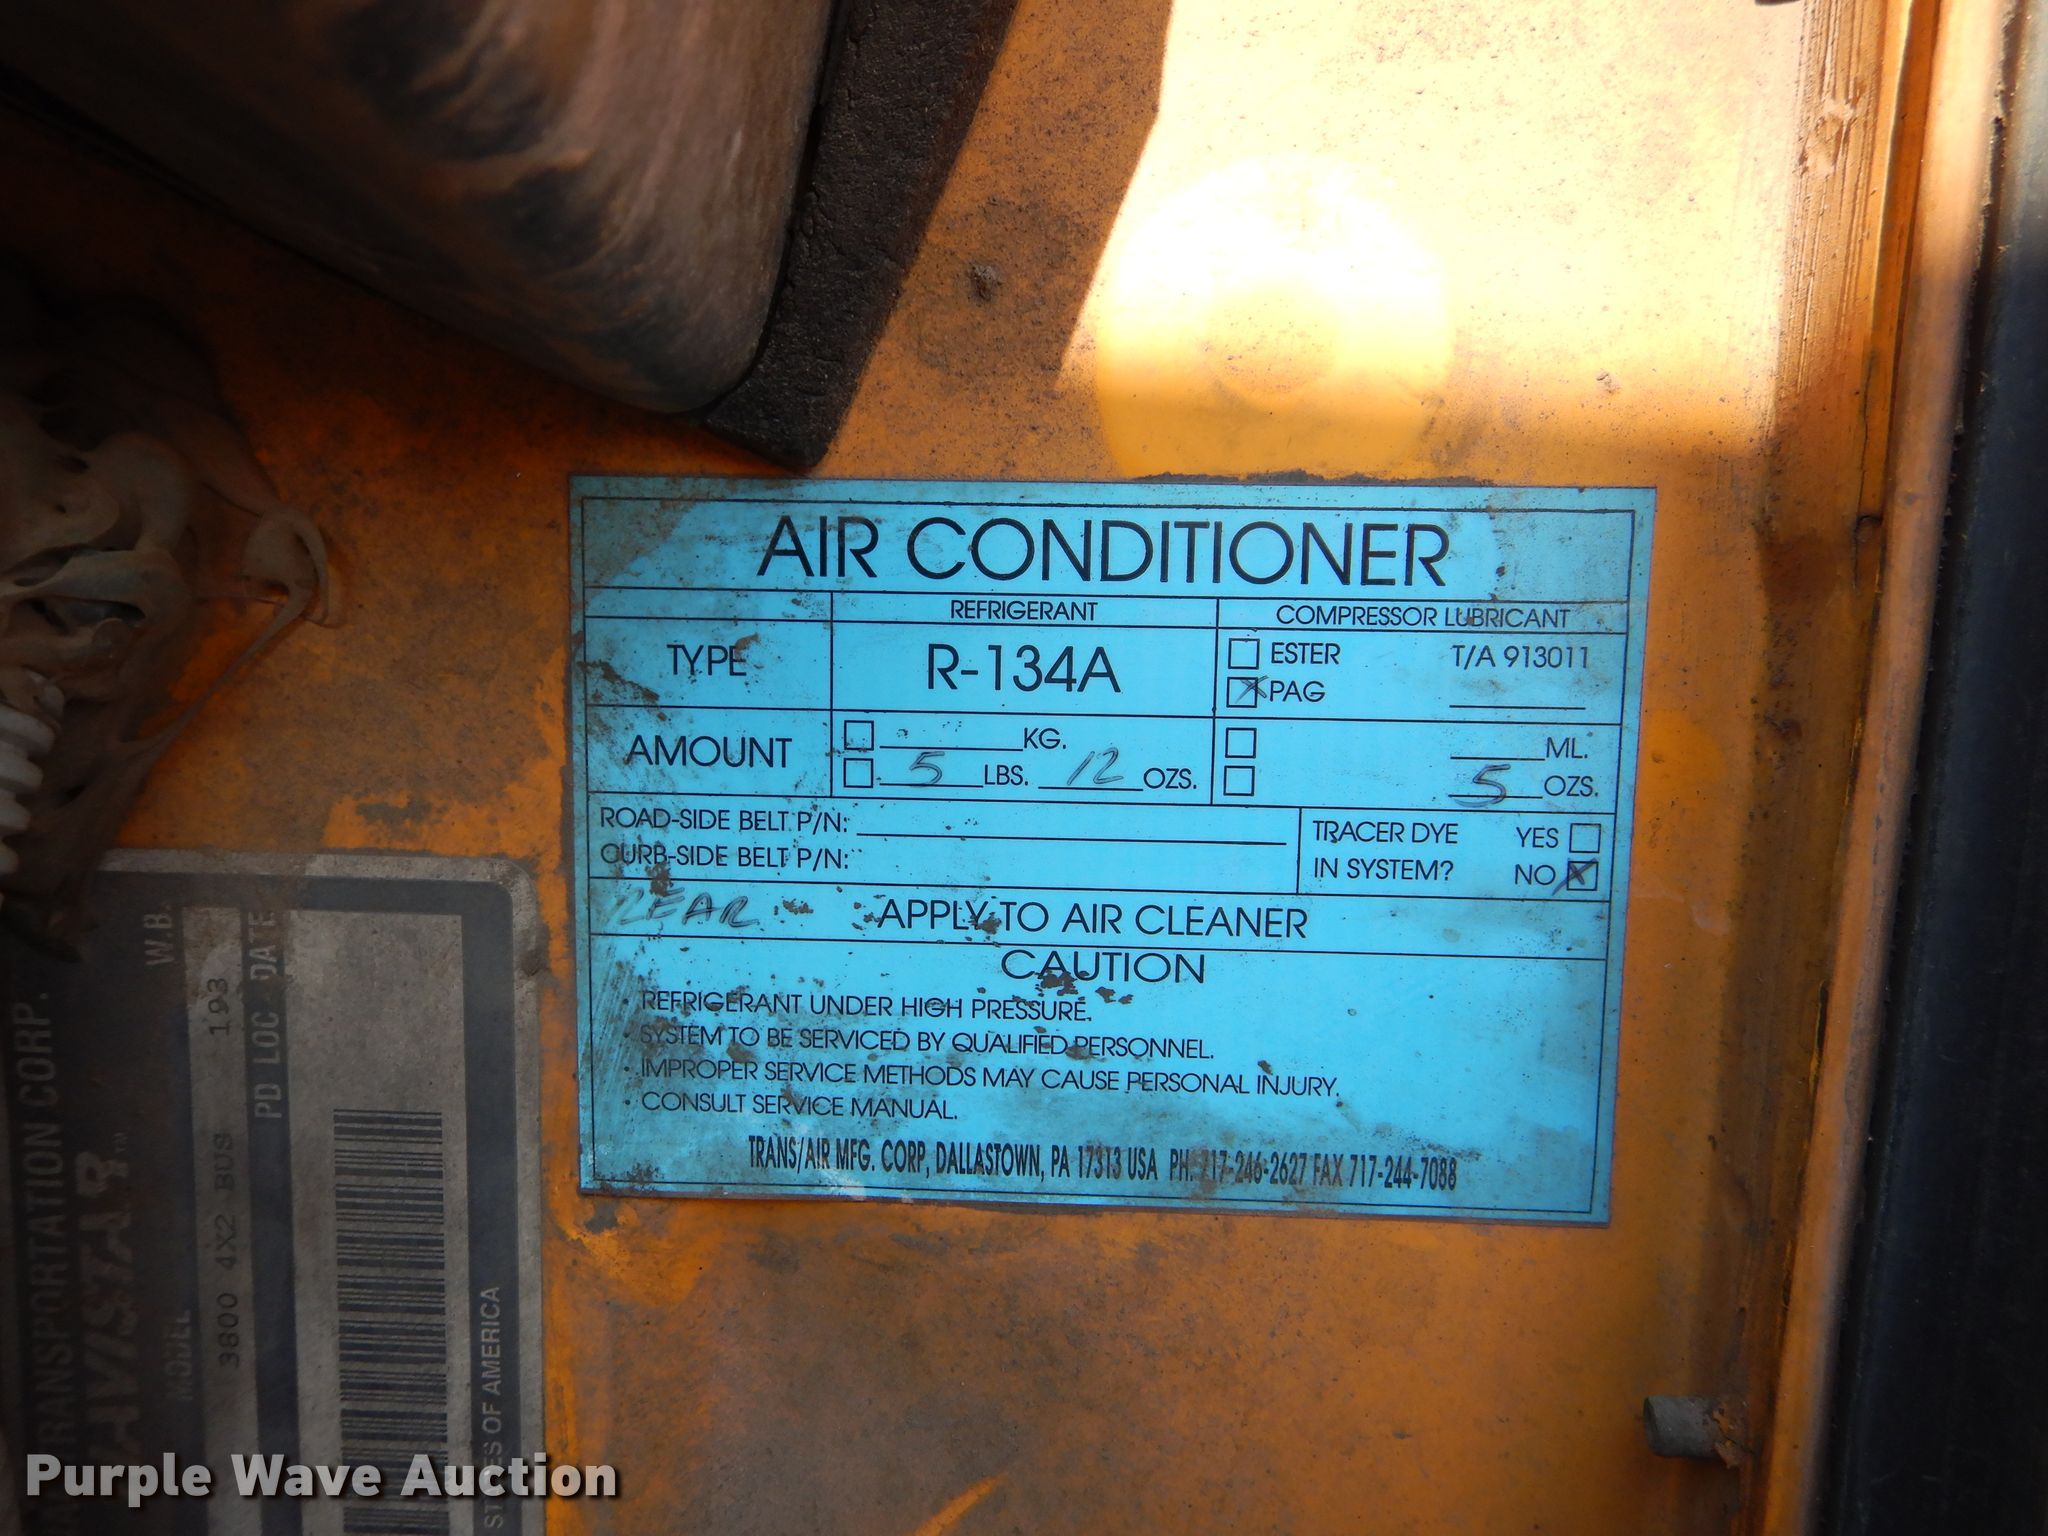 AIR CONDITIONER
REFRIGERANT COMPRESSOR LUBRICANT
TYPE R-134A ESTER T/A 913011
PAG
AMOUNT KG. ML.
5 LBS. 12 OZS. 5 OZS.
ROAD-SIDE BELT P/N:
CURB-SIDE BELT P/N:
TRACER DYE YES
IN SYSTEM? NO
REAR APPLY TO AIR CLEANER
CAUTION
· REFRIGERANT UNDER HIGH PRESSURE.
· SYSTEM TO BE SERVICED BY QUALIFIED PERSONNEL.
· IMPROPER SERVICE METHODS MAY CAUSE PERSONAL INJURY.
· CONSULT SERVICE MANUAL.
TRANS/AIR MFG. CORP, DALLASTOWN, PA 17313 USA PH. 717-246-2627 FAX 717-244-7088
TRANSPORTATION CORP.
NAVISTAR™
MODEL W.B.
3800 4X2 BUS 193
PD LOC - DATE
STATES OF AMERICA
Purple Wave Auction